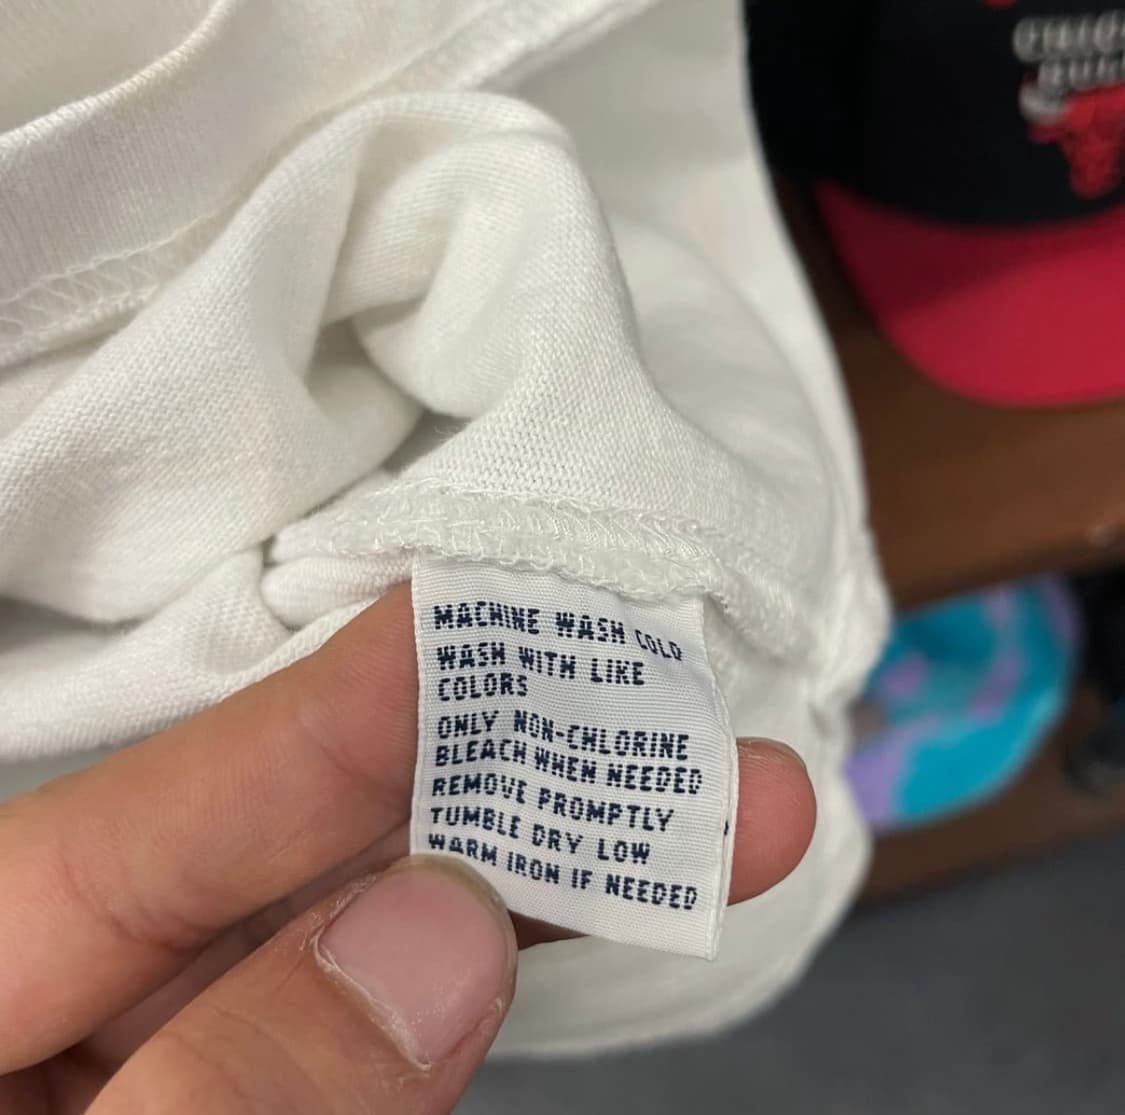 MACHINE WASH COLD
WASH WITH LIKE
COLORS
ONLY NON-CHLORINE
BLEACH WHEN NEEDED
REMOVE PROMPTLY
TUMBLE DRY LOW
WARM IRON IF NEEDED